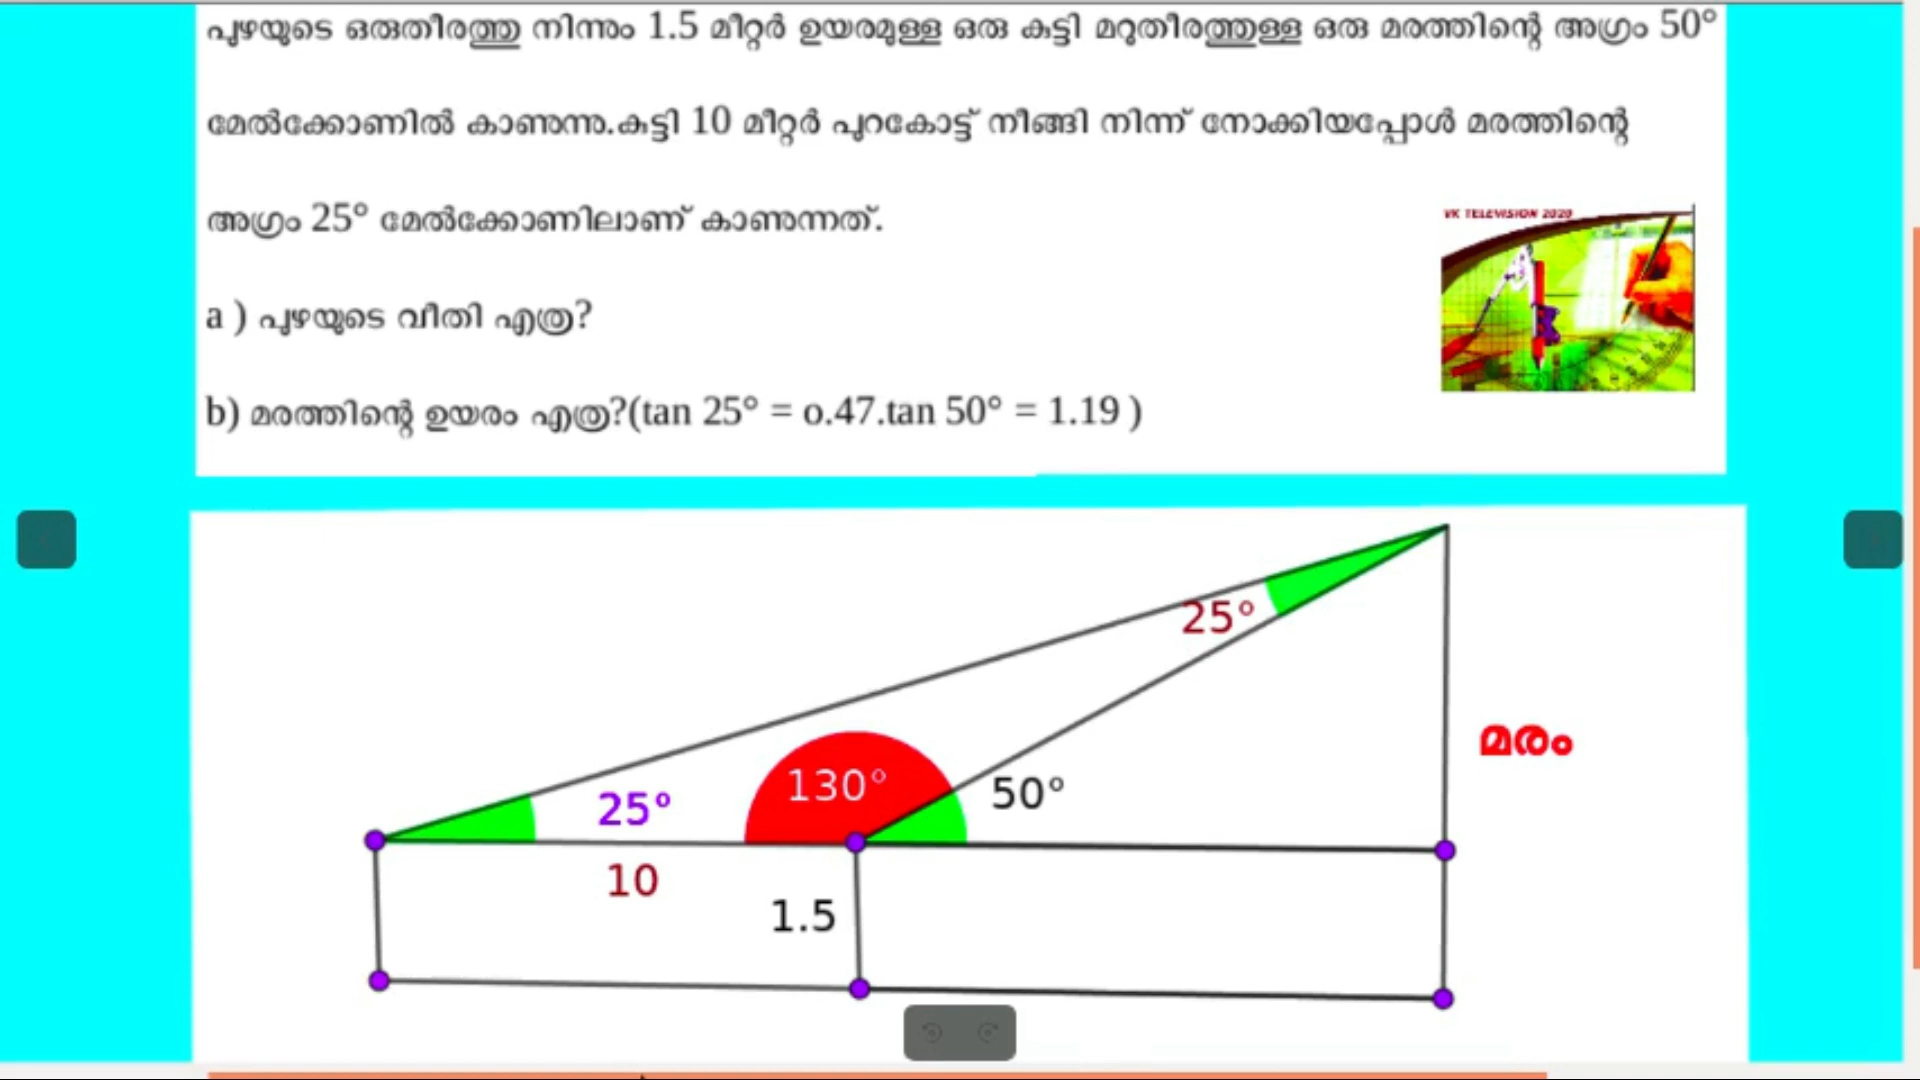 പുഴയുടെ ഒരുതീരത്തു നിന്നും 1.5 മീറ്റർ ഉയരമുള്ള ഒരു കുട്ടി മറുതീരത്തുള്ള ഒരു മരത്തിന്റെ അഗ്രം 50°
മേൽക്കോണിൽ കാണുന്നു.കുട്ടി 10 മീറ്റർ പുറകോട്ട് നീങ്ങി നിന്ന് നോക്കിയപ്പോൾ മരത്തിന്റെ
അഗ്രം 25° മേൽക്കോണിലാണ് കാണുന്നത്.
VK TELEVISION 2020
a ) പുഴയുടെ വീതി എത്ര?
b) മരത്തിന്റെ ഉയരം എത്ര?(tan 25° = o.47.tan 50° = 1.19 )
25°
മരം
130°
50°
25°
10
1.5